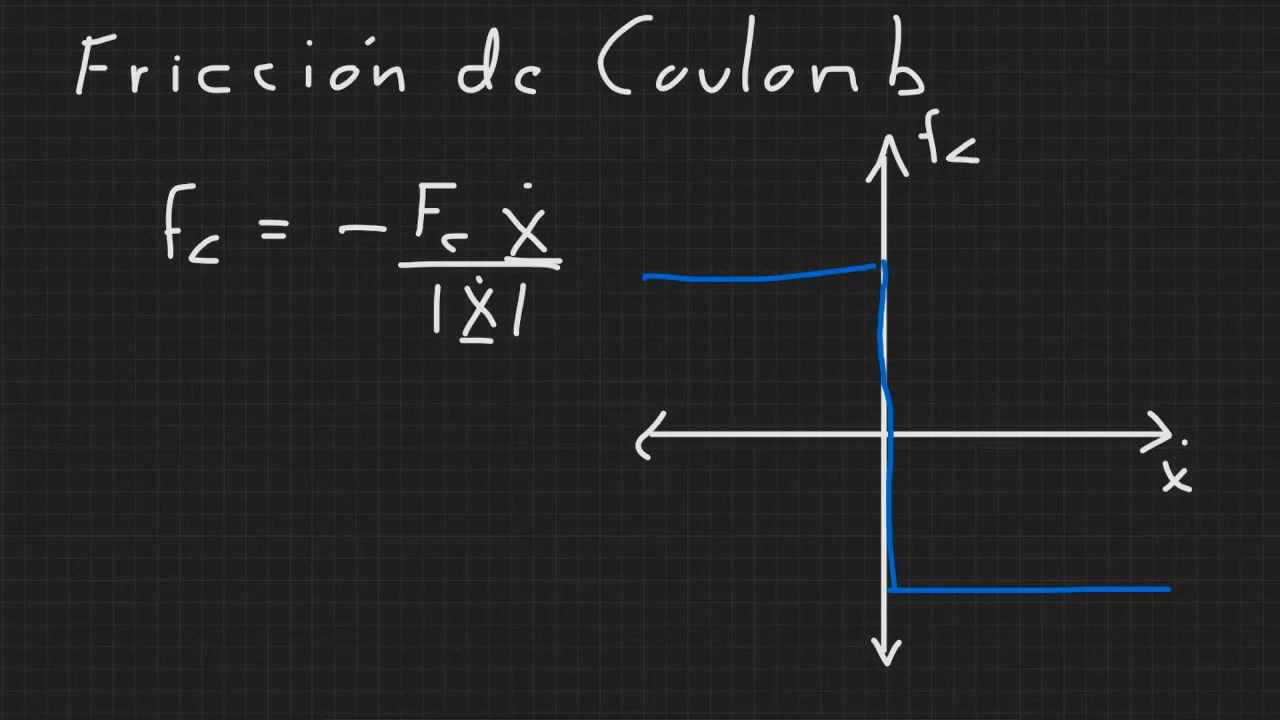 Fricción de Coulomb
f_c = - F_c ẋ / |ẋ|
f_c
ẋ